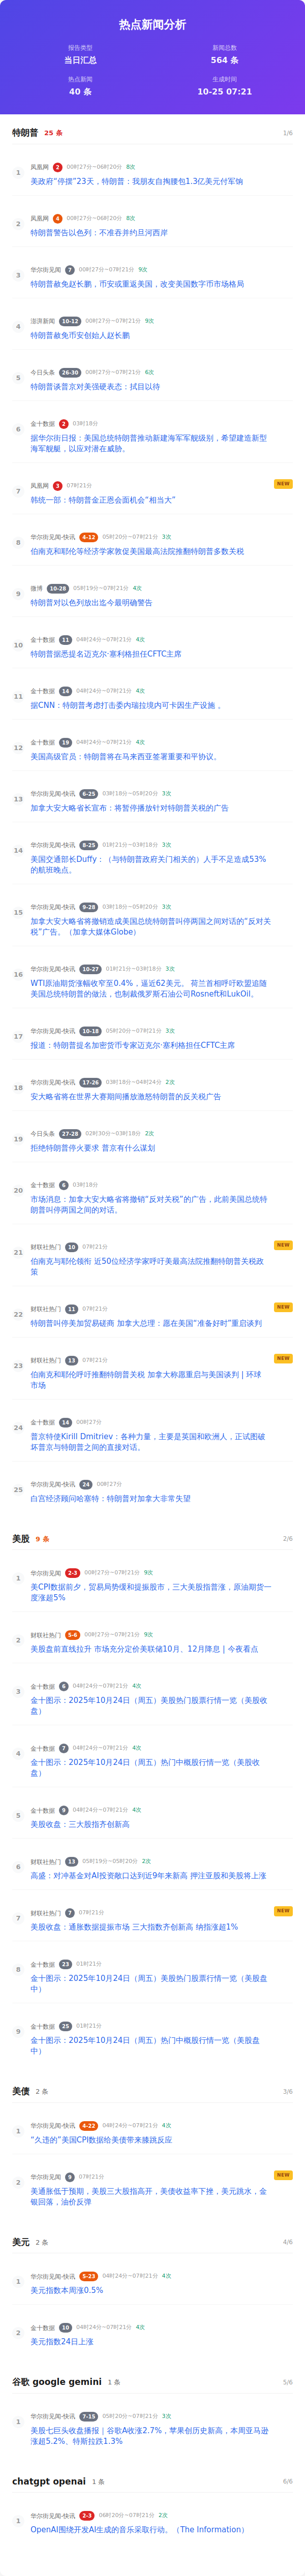 热点新闻分析
报告类型
新闻总数
当日汇总
564 条
热点新闻
生成时间
40 条
10-25 07:21
特朗普 25 条 1/6
1
凤凰网 2 00时27分~06时20分 8次
美政府“停摆”23天，特朗普：我朋友自掏腰包1.3亿美元付军饷
2
凤凰网 4 00时27分~06时20分 8次
特朗普警告以色列：不准吞并约旦河西岸
3
华尔街见闻 7 00时27分~07时21分 9次
特朗普赦免赵长鹏，币安或重返美国，改变美国数字币市场格局
4
澎湃新闻 10-12 00时27分~07时21分 9次
特朗普赦免币安创始人赵长鹏
5
今日头条 26-30 00时27分~07时21分 6次
特朗普谈普京对美强硬表态：拭目以待
6
金十数据 2 03时18分
据华尔街日报：美国总统特朗普推动新建海军军舰级别，希望建造新型
海军舰艇，以应对潜在威胁。
7
凤凰网 3 07时21分 NEW
韩统一部：特朗普金正恩会面机会“相当大”
8
华尔街见闻-快讯 4-12 05时20分~07时21分 3次
伯南克和耶伦等经济学家敦促美国最高法院推翻特朗普多数关税
9
微博 10-28 05时19分~07时21分 4次
特朗普对以色列放出迄今最明确警告
10
金十数据 11 04时24分~07时21分 4次
特朗普据悉提名迈克尔·塞利格担任CFTC主席
11
金十数据 14 04时24分~07时21分 4次
据CNN：特朗普考虑打击委内瑞拉境内可卡因生产设施 。
12
金十数据 19 04时24分~07时21分 4次
美国高级官员：特朗普将在马来西亚签署重要和平协议。
13
华尔街见闻-快讯 6-25 03时18分~05时20分 3次
加拿大安大略省长宣布：将暂停播放针对特朗普关税的广告
14
华尔街见闻-快讯 8-25 01时21分~03时18分 3次
美国交通部长Duffy：（与特朗普政府关门相关的）人手不足造成53%
的航班晚点。
15
华尔街见闻-快讯 9-28 03时18分~05时20分 3次
加拿大安大略省将撤销造成美国总统特朗普叫停两国之间对话的“反对关
税”广告。（加拿大媒体Globe）
16
华尔街见闻-快讯 10-27 01时21分~03时18分 3次
WTI原油期货涨幅收窄至0.4%，逼近62美元。 荷兰首相呼吁欧盟追随
美国总统特朗普的做法，也制裁俄罗斯石油公司Rosneft和LukOil。
17
华尔街见闻-快讯 10-18 05时20分~07时21分 3次
报道：特朗普提名加密货币专家迈克尔·塞利格担任CFTC主席
18
华尔街见闻-快讯 17-26 03时18分~04时24分 2次
安大略省将在世界大赛期间播放激怒特朗普的反关税广告
19
今日头条 27-28 02时30分~03时18分 2次
拒绝特朗普停火要求 普京有什么谋划
20
金十数据 6 03时18分
市场消息：加拿大安大略省将撤销“反对关税”的广告，此前美国总统特
朗普叫停两国之间的对话。
21
财联社热门 10 07时21分 NEW
伯南克与耶伦领衔 近50位经济学家呼吁美最高法院推翻特朗普关税政
策
22
财联社热门 11 07时21分 NEW
特朗普叫停美加贸易磋商 加拿大总理：愿在美国“准备好时”重启谈判
23
财联社热门 13 07时21分 NEW
伯南克和耶伦呼吁推翻特朗普关税 加拿大称愿重启与美国谈判 | 环球
市场
24
金十数据 14 00时27分
普京特使Kirill Dmitriev：各种力量，主要是英国和欧洲人，正试图破
坏普京与特朗普之间的直接对话。
25
华尔街见闻-快讯 24 00时27分
白宫经济顾问哈塞特：特朗普对加拿大非常失望
美股 9 条 2/6
1
华尔街见闻 2-3 00时27分~07时21分 9次
美CPI数据前夕，贸易局势缓和提振股市，三大美股指普涨，原油期货一
度涨超5%
2
财联社热门 5-6 00时27分~07时21分 9次
美股盘前直线拉升 市场充分定价美联储10月、12月降息 | 今夜看点
3
金十数据 6 04时24分~07时21分 4次
金十图示：2025年10月24日（周五）美股热门股票行情一览（美股收
盘）
4
金十数据 7 04时24分~07时21分 4次
金十图示：2025年10月24日（周五）热门中概股行情一览（美股收
盘）
5
金十数据 9 04时24分~07时21分 4次
美股收盘：三大股指齐创新高
6
财联社热门 13 05时19分~05时20分 2次
高盛：对冲基金对AI投资敞口达到近9年来新高 押注亚股和美股将上涨
7
财联社热门 7 07时21分 NEW
美股收盘：通胀数据提振市场 三大指数齐创新高 纳指涨超1%
8
金十数据 23 01时21分
金十图示：2025年10月24日（周五）美股热门股票行情一览（美股盘
中）
9
金十数据 25 01时21分
金十图示：2025年10月24日（周五）热门中概股行情一览（美股盘
中）
美债 2 条 3/6
1
华尔街见闻-快讯 4-22 04时24分~07时21分 4次
“久违的”美国CPI数据给美债带来膝跳反应
2
华尔街见闻 9 07时21分 NEW
美通胀低于预期，美股三大股指高开，美债收益率下挫，美元跳水，金
银回落，油价反弹
美元 2 条 4/6
1
华尔街见闻-快讯 5-23 04时24分~07时21分 4次
美元指数本周涨0.5%
2
金十数据 10 04时24分~07时21分 4次
美元指数24日上涨
谷歌 google gemini 1 条 5/6
1
华尔街见闻-快讯 7-15 05时20分~07时21分 3次
美股七巨头收盘播报｜谷歌A收涨2.7%，苹果创历史新高，本周亚马逊
涨超5.2%、特斯拉跌1.3%
chatgpt openai 1 条 6/6
1
华尔街见闻-快讯 2-3 06时20分~07时21分 2次
OpenAI围绕开发AI生成的音乐采取行动。（The Information）